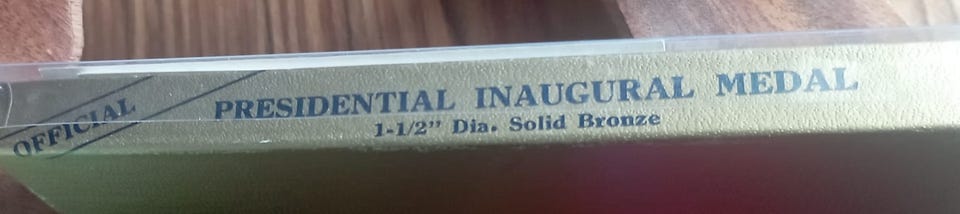 OFFICIAL
PRESIDENTIAL INAUGURAL MEDAL
1-1/2” Dia. Solid Bronze